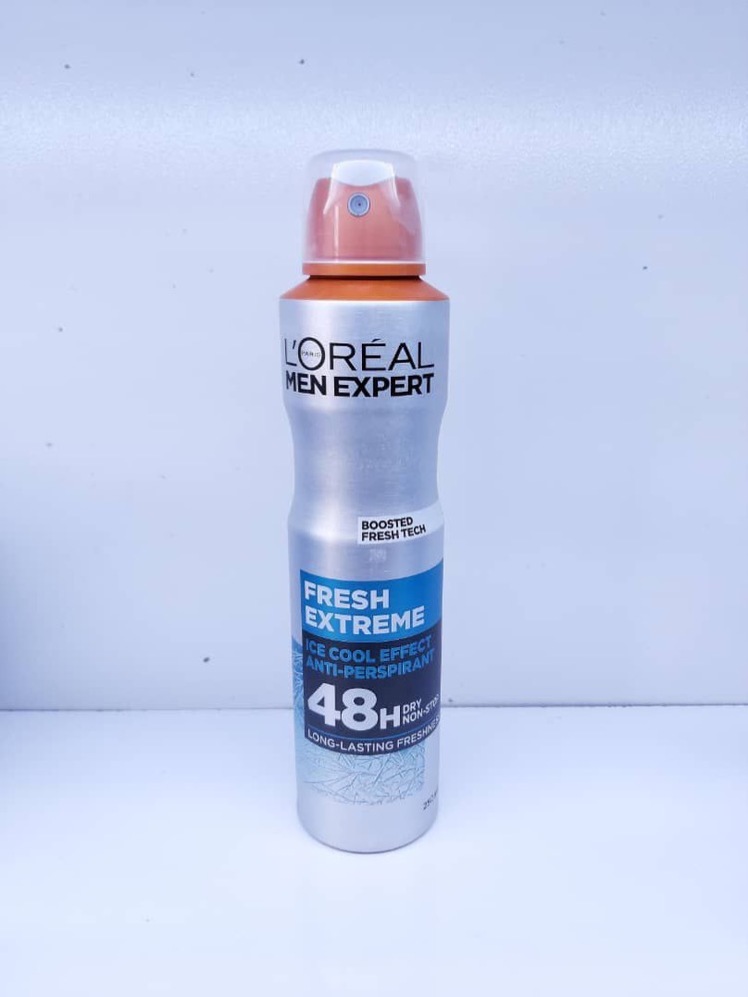 L'ORÉAL
PARIS
MEN EXPERT
BOOSTED
FRESH TECH
FRESH
EXTREME
ICE COOL EFFECT
ANTI-PERSPIRANT
48H DRY
NON-STOP
LONG-LASTING FRESHNESS